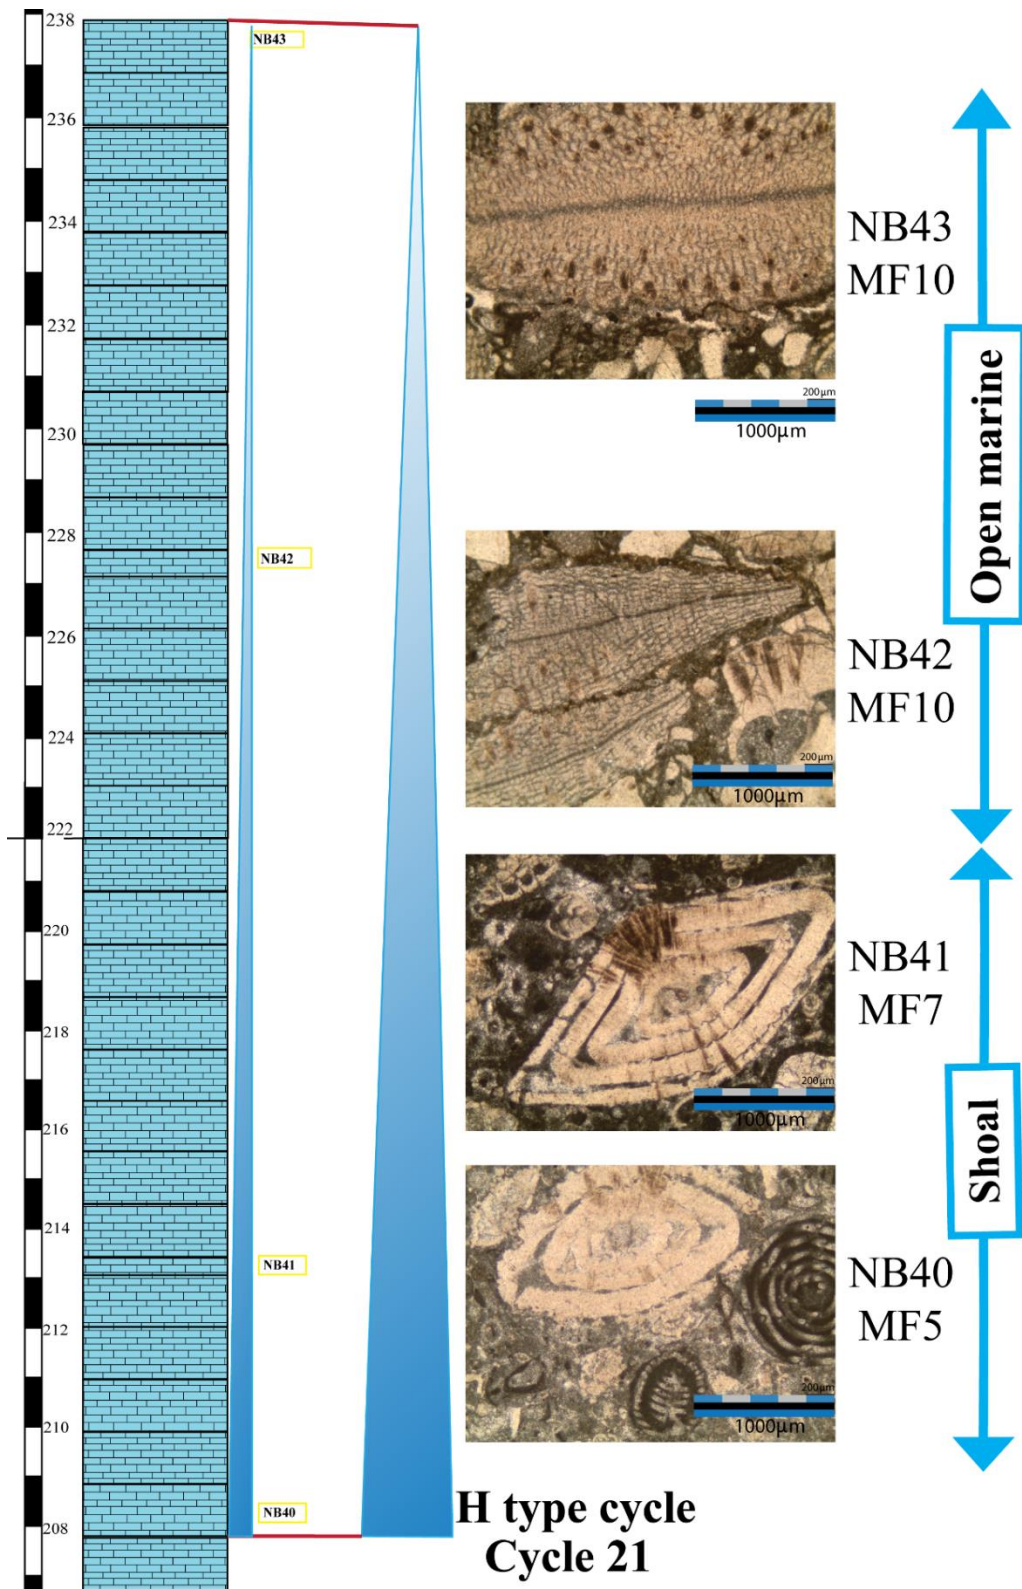 238
236
234
232
230
228
226
224
222
220
218
216
214
212
210
208
NB43
NB42
NB41
NB40
200µm
1000µm
NB43
MF10
200µm
1000µm
NB42
MF10
200µm
1000µm
NB41
MF7
200µm
1000µm
NB40
MF5
Open marine
Shoal
H type cycle
Cycle 21